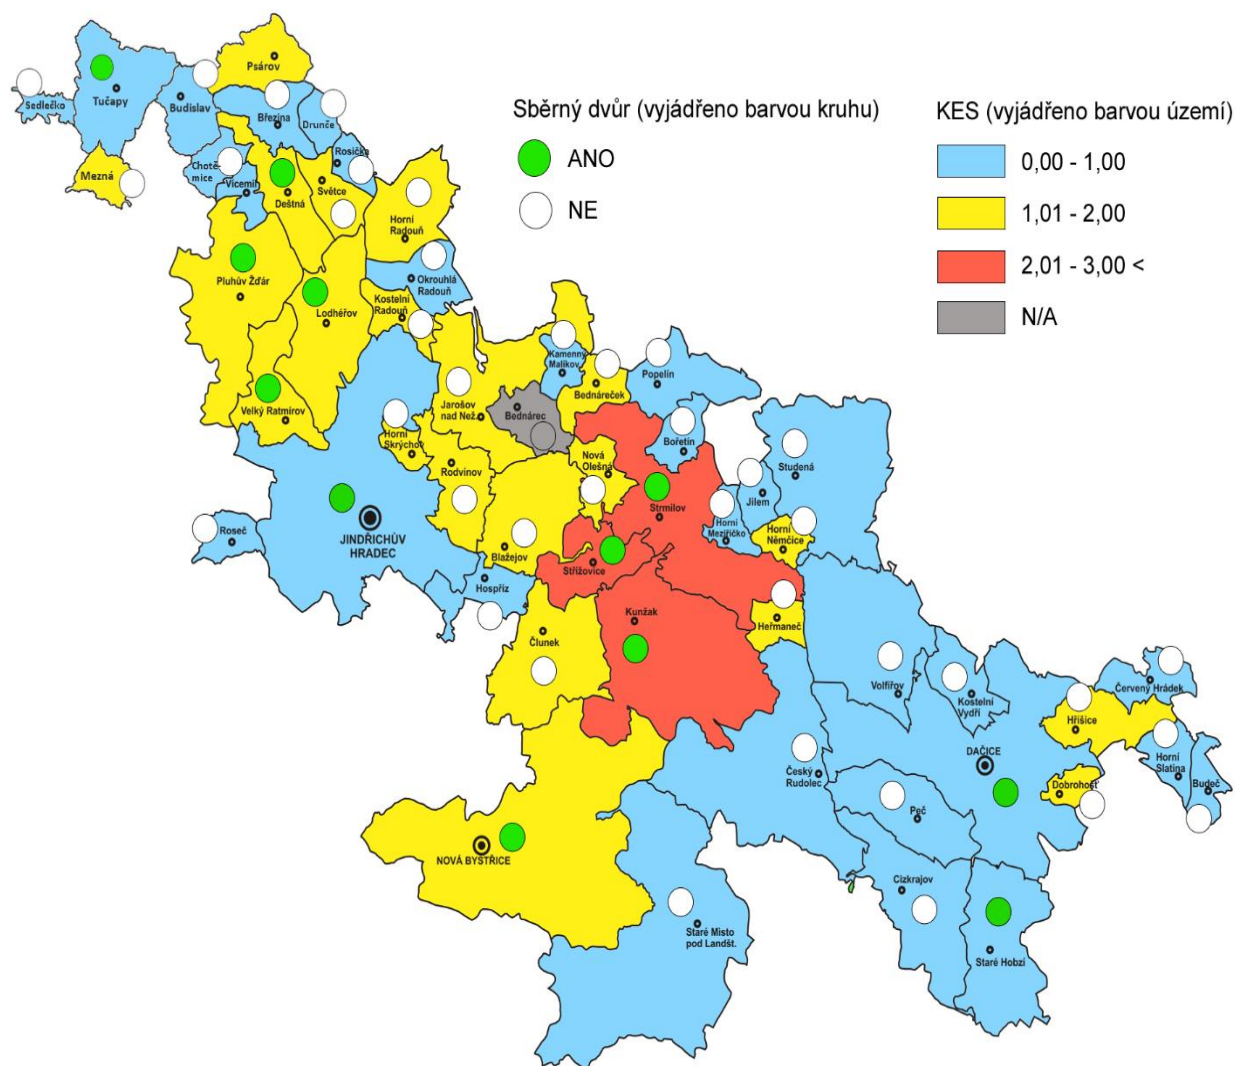 Sběrný dvůr (vyjádřeno barvou kruhu)
ANO
NE
KES (vyjádřeno barvou území)
0,00 - 1,00
1,01 - 2,00
2,01 - 3,00 <
N/A
Psárov
Sedlečko
Tučapy
Budislav
Březina
Drunče
Rosička
Mezná
Chotě-
mice
Vícemil
Deštná
Světce
Horní
Radouň
Pluhův Žďár
Okrouhlá
Radouň
Lodhéřov
Kostelní
Radouň
Kamenný
Malíkov
Popelín
Bednáreček
Velký Ratmírov
Jarošov
nad Než.
Bednárec
Horní
Skrýchov
Bořetín
Rodvínov
Nová
Olešná
Studená
Strmilov
Jilem
Horní
Meziříčko
Horní
Němčice
Roseč
JINDŘICHŮV
HRADEC
Blažejov
Střížovice
Hospříz
Kunžak
Heřmaneč
Člunek
Volfířov
Kostelní
Vydří
Červený Hrádek
Hříšice
DAČICE
Horní
Slatina
Český
Rudolec
Dobrohošť
Budeč
Peč
NOVÁ BYSTŘICE
Cizkrajov
Staré Místo
pod Landšt.
Staré Hobzí